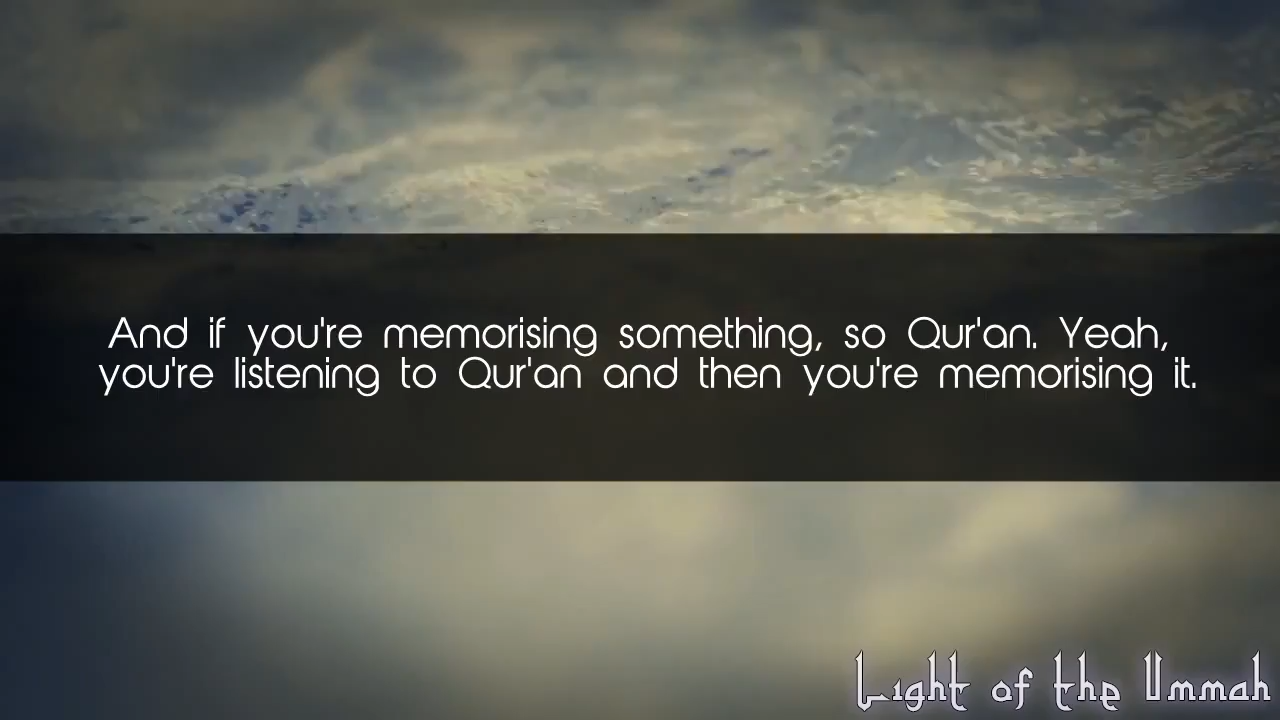 And if you're memorising something, so Qur'an. Yeah,
you're listening to Qur'an and then you're memorising it.
Light of the Ummah